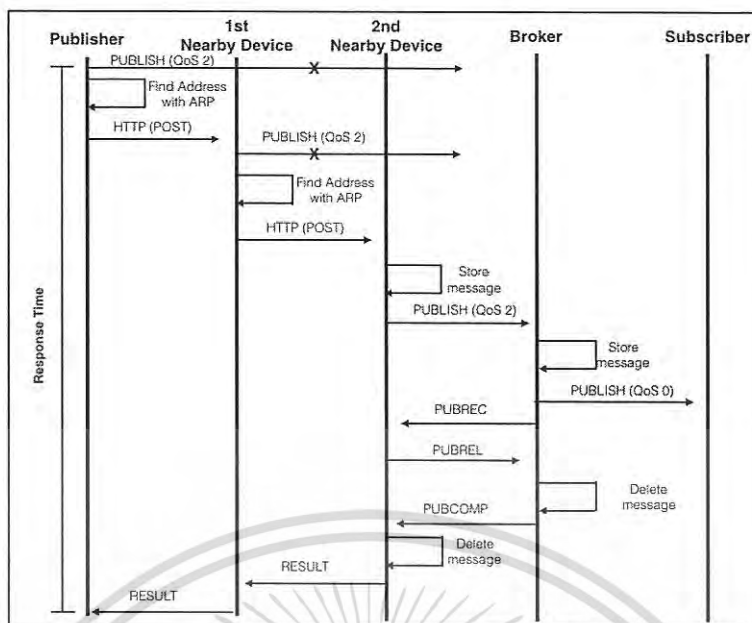 Publisher
1st
Nearby Device
2nd
Nearby Device
Broker
Subscriber
PUBLISH (QoS 2)
X
Find Address
with ARP
HTTP (POST)
PUBLISH (QoS 2)
X
Find Address
with ARP
HTTP (POST)
Store
message
PUBLISH (QoS 2)
Store
message
PUBLISH (QoS 0)
PUBREC
PUBREL
Delete
message
PUBCOMP
Delete
message
RESULT
RESULT
Response Time